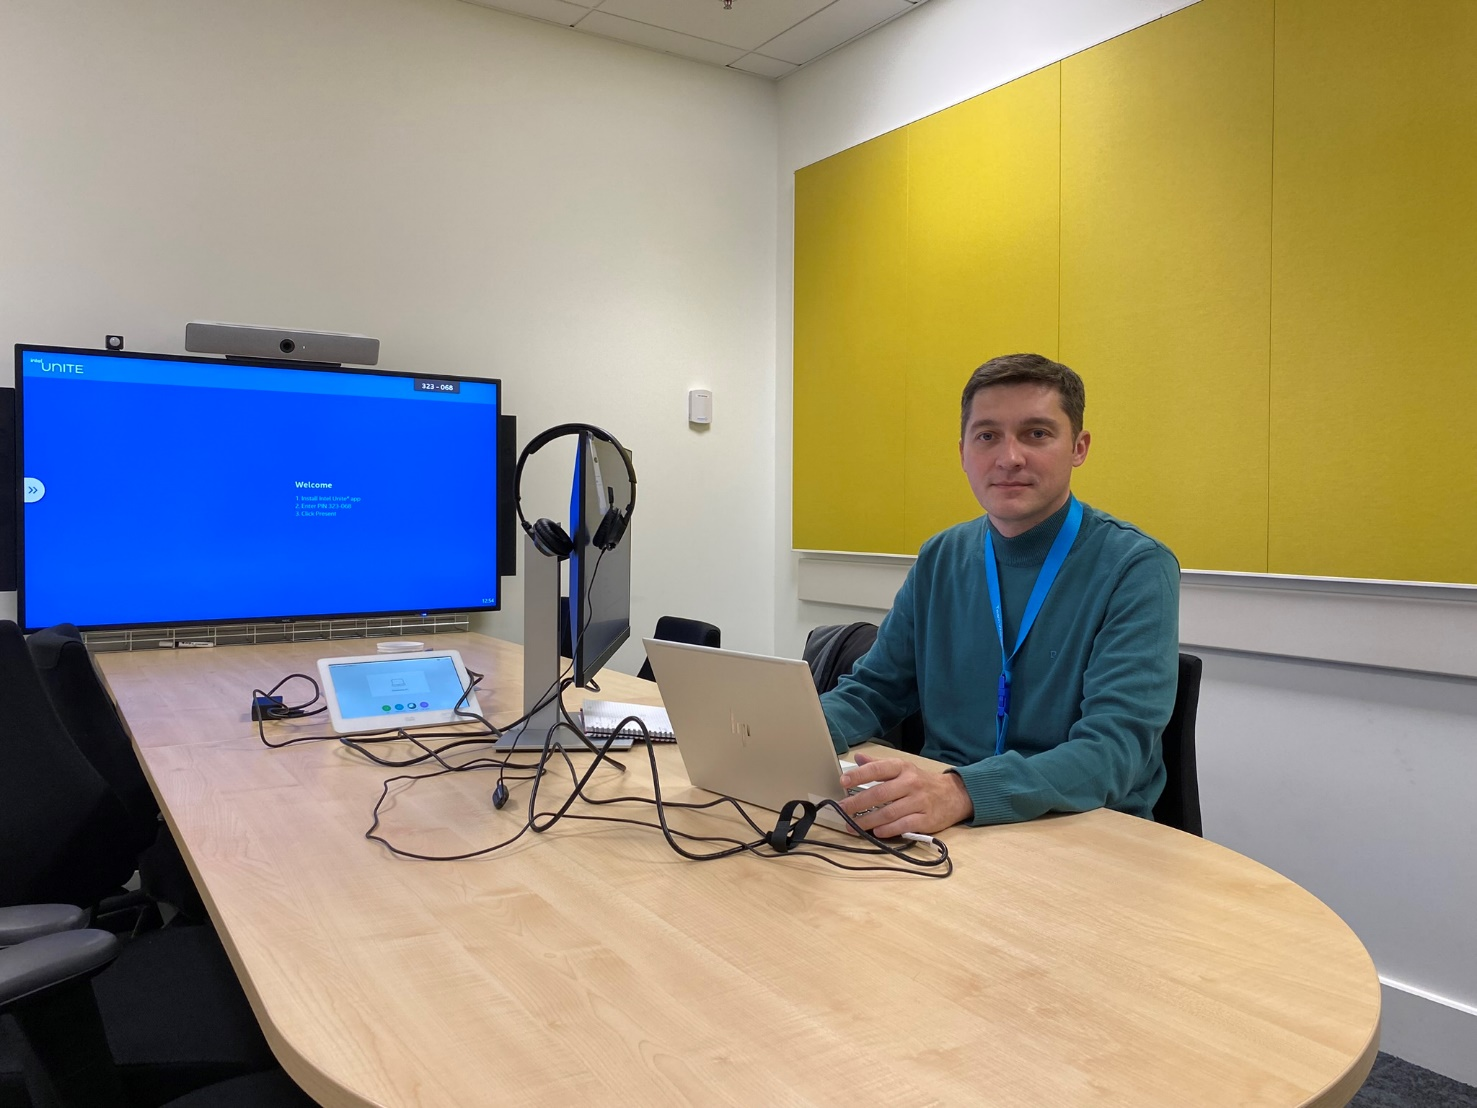 intel
UNITE
323 - 068
Welcome
1. Install Intel Unite® app
2. Enter PIN 323-068
3. Click Present
12:54
hp